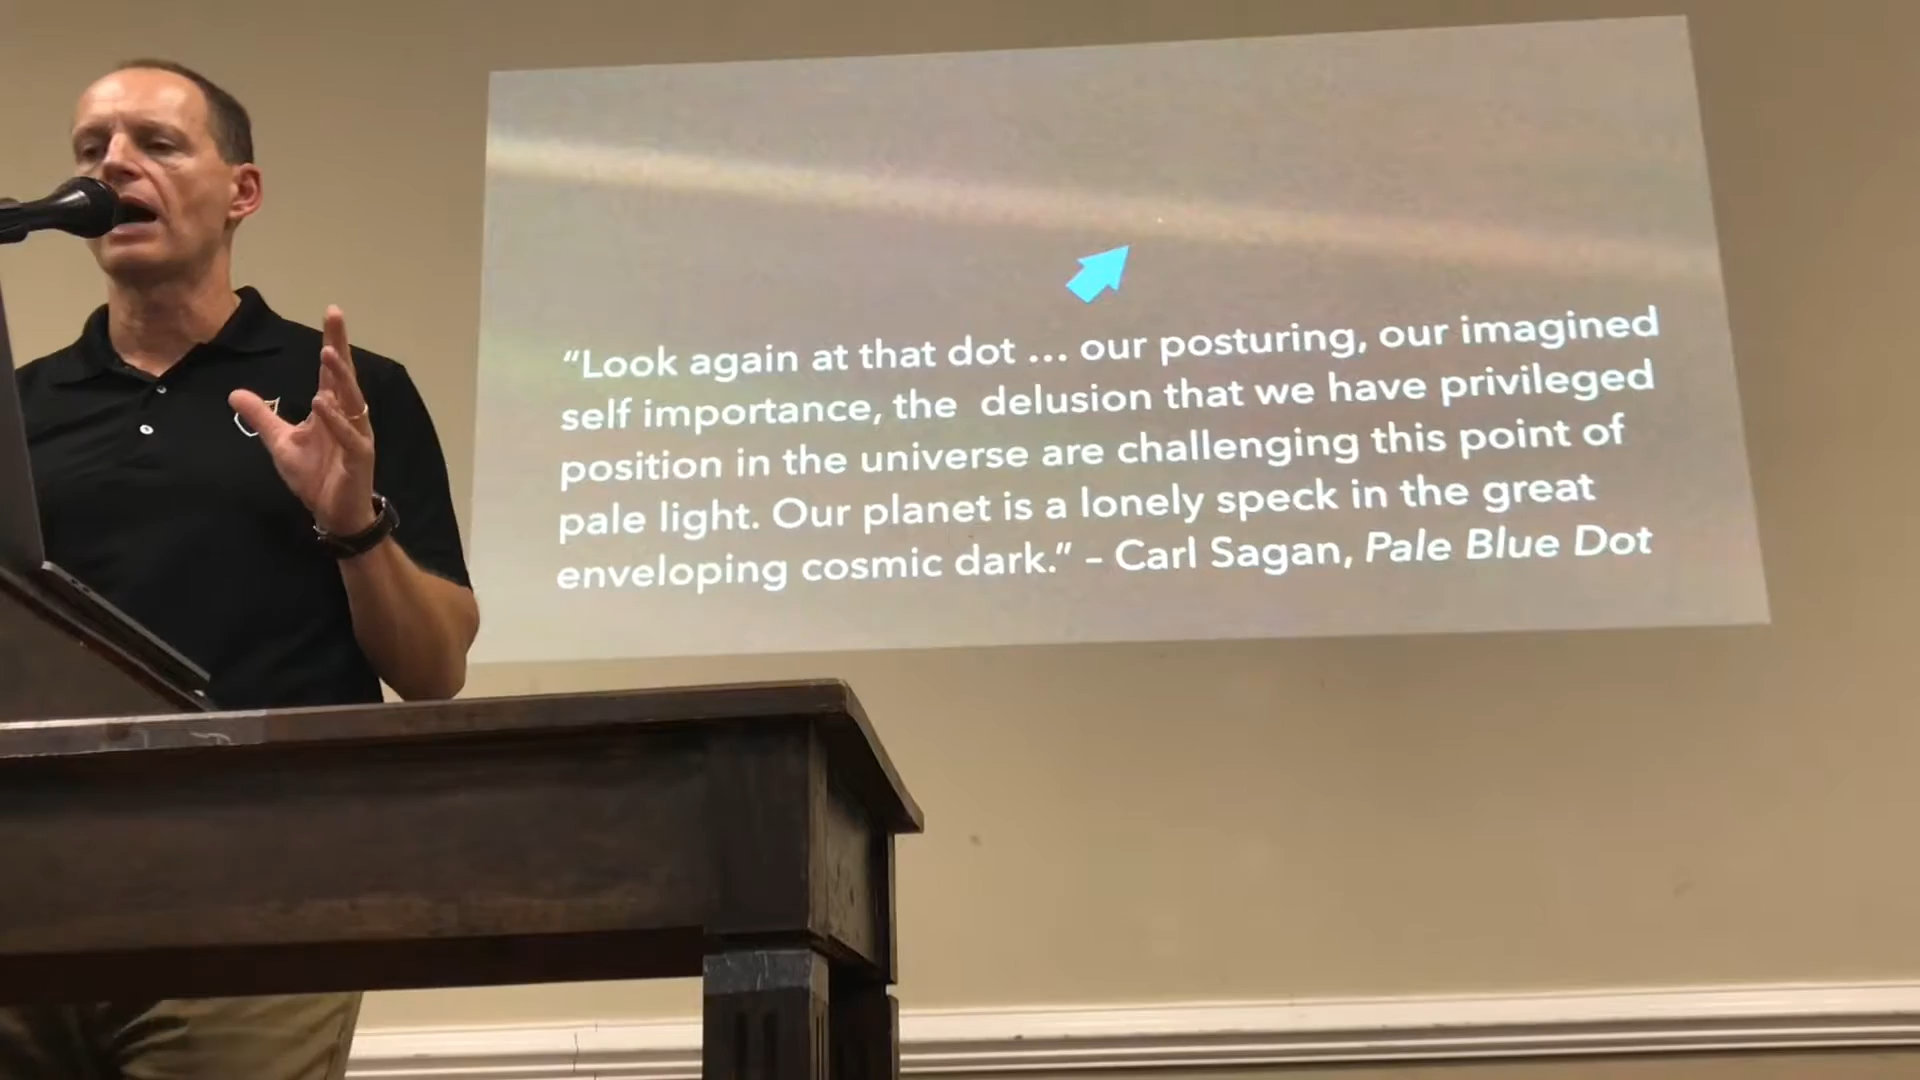 “Look again at that dot ... our posturing, our imagined
self importance, the delusion that we have privileged
position in the universe are challenging this point of
pale light. Our planet is a lonely speck in the great
enveloping cosmic dark.” – Carl Sagan, Pale Blue Dot